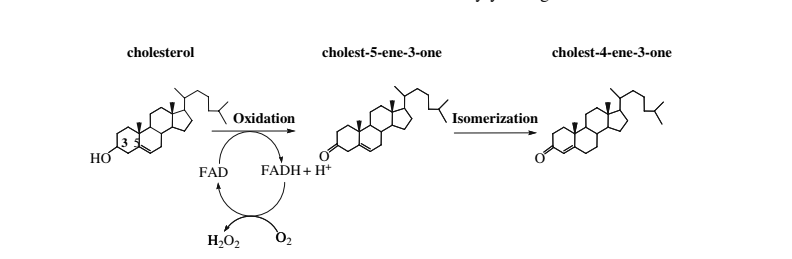 cholesterol cholest-5-ene-3-one cholest-4-ene-3-one
Oxidation Isomerization
3 5
HO O O
FAD FADH + H⁺
H₂O₂ O₂